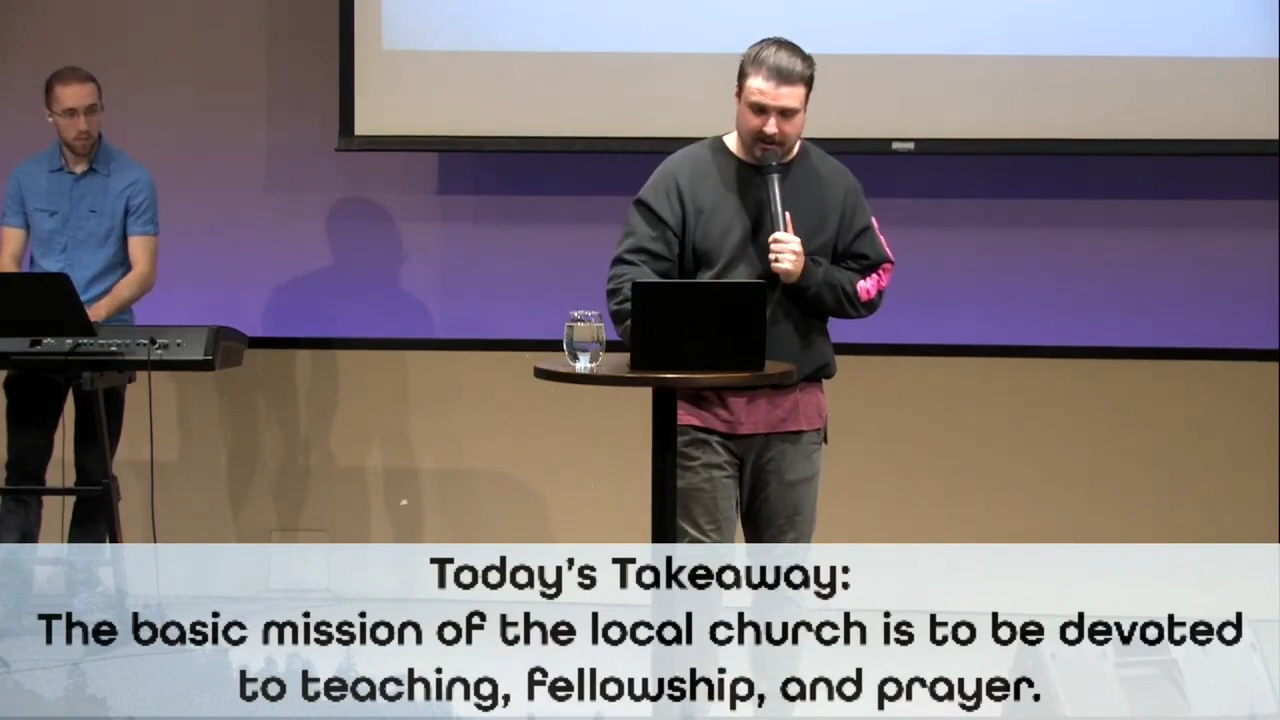 Today's Takeaway:
The basic mission of the local church is to be devoted
to teaching, fellowship, and prayer.